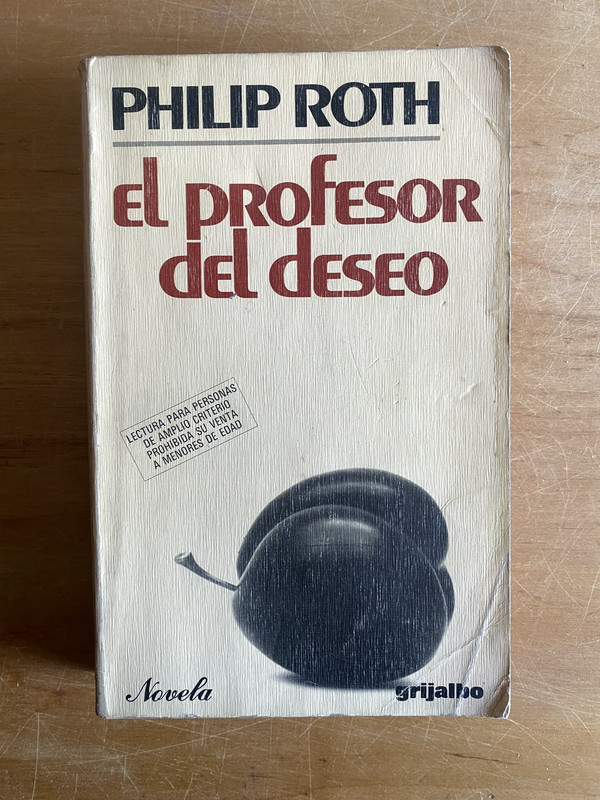 PHILIP ROTH
el profesor
del deseo
LECTURA PARA PERSONAS
DE AMPLIO CRITERIO
PROHIBIDA SU VENTA
A MENORES DE EDAD
Novela
grijalbo